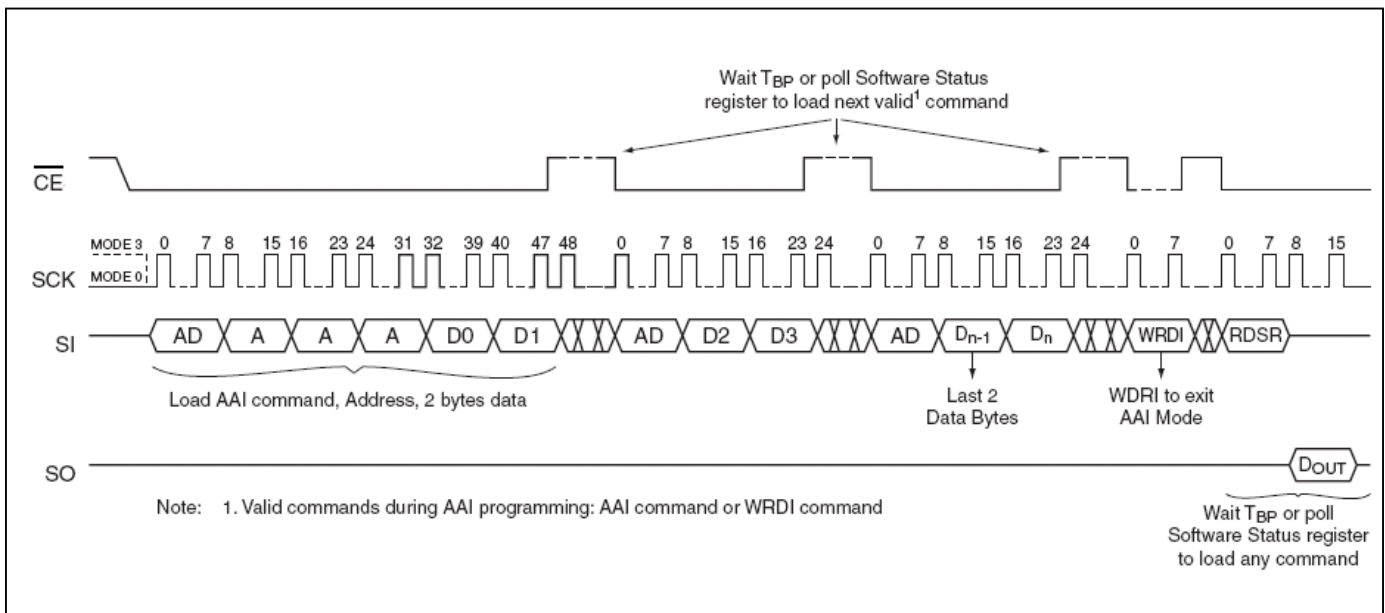 Wait TBP or poll Software Status
register to load next valid1 command
CE
MODE 3 0 7 8 15 16 23 24 31 32 39 40 47 48 0 7 8 15 16 23 24 0 7 8 15 16 23 24 0 7 0 7 8 15
SCK MODE 0
SI AD A A A D0 D1 AD D2 D3 AD Dn-1 Dn WRDI RDSR
Load AAI command, Address, 2 bytes data
Last 2
Data Bytes
WDRI to exit
AAI Mode
SO DOUT
Note: 1. Valid commands during AAI programming: AAI command or WRDI command
Wait TBP or poll
Software Status register
to load any command